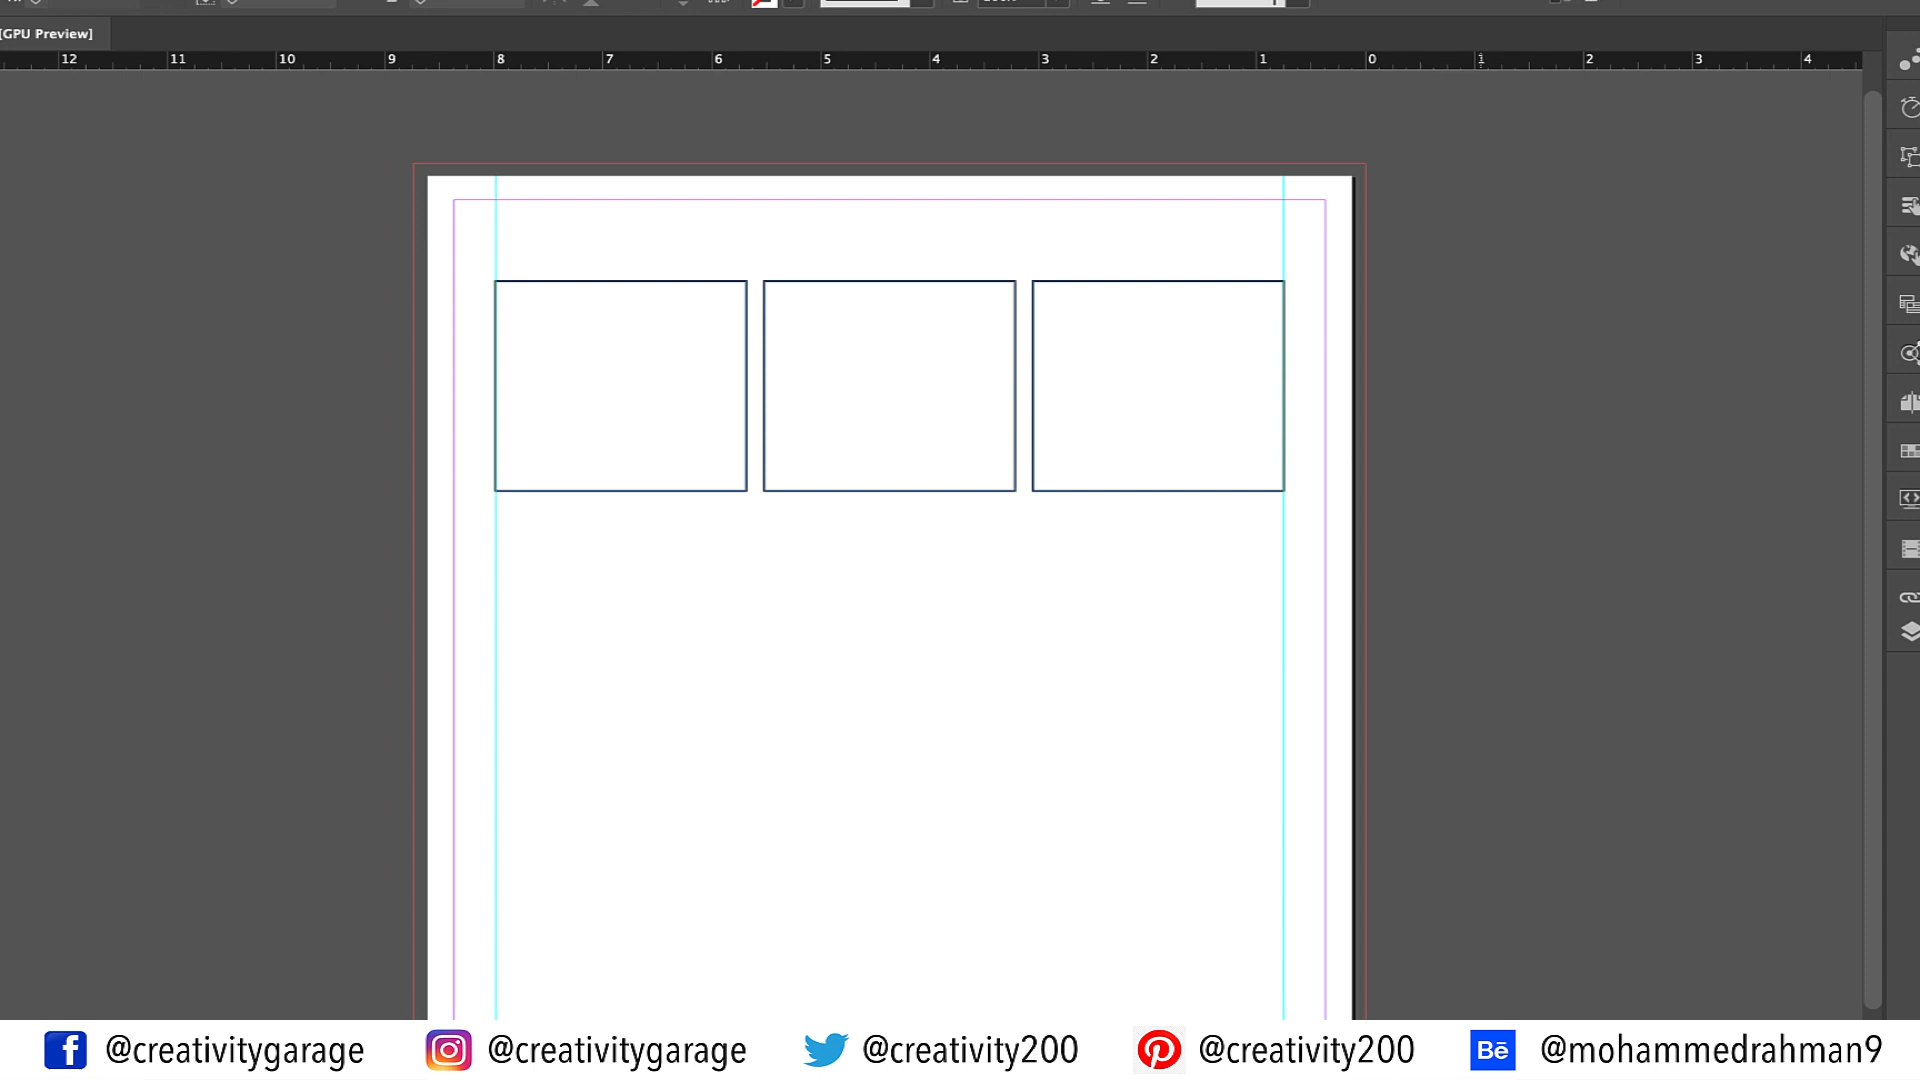 [GPU Preview]
12 11 10 9 8 7 6 5 4 3 2 1 0 1 2 3 4
@creativitygarage @creativitygarage @creativity200 @creativity200 Bē @mohammedrahman9